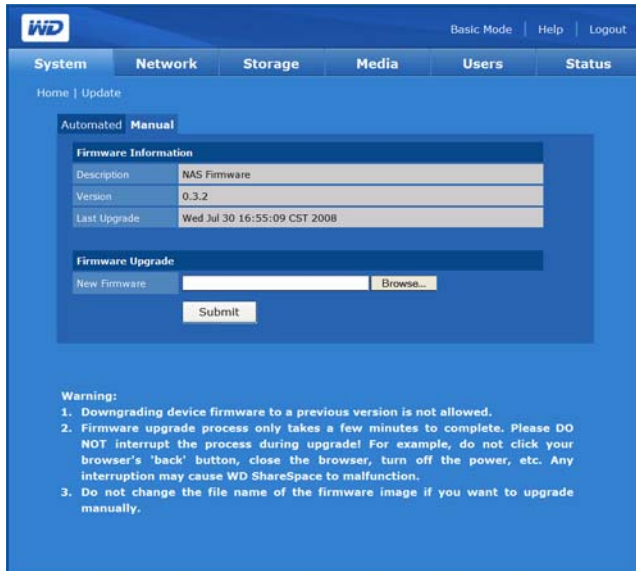 WD
Basic Mode | Help | Logout
System Network Storage Media Users Status
Home | Update
Automated Manual
Firmware Information
Description NAS Firmware
Version 0.3.2
Last Upgrade Wed Jul 30 16:55:09 CST 2008
Firmware Upgrade
New Firmware Browse...
Submit
Warning:
1. Downgrading device firmware to a previous version is not allowed.
2. Firmware upgrade process only takes a few minutes to complete. Please DO
NOT interrupt the process during upgrade! For example, do not click your
browser's 'back' button, close the browser, turn off the power, etc. Any
interruption may cause WD ShareSpace to malfunction.
3. Do not change the file name of the firmware image if you want to upgrade
manually.